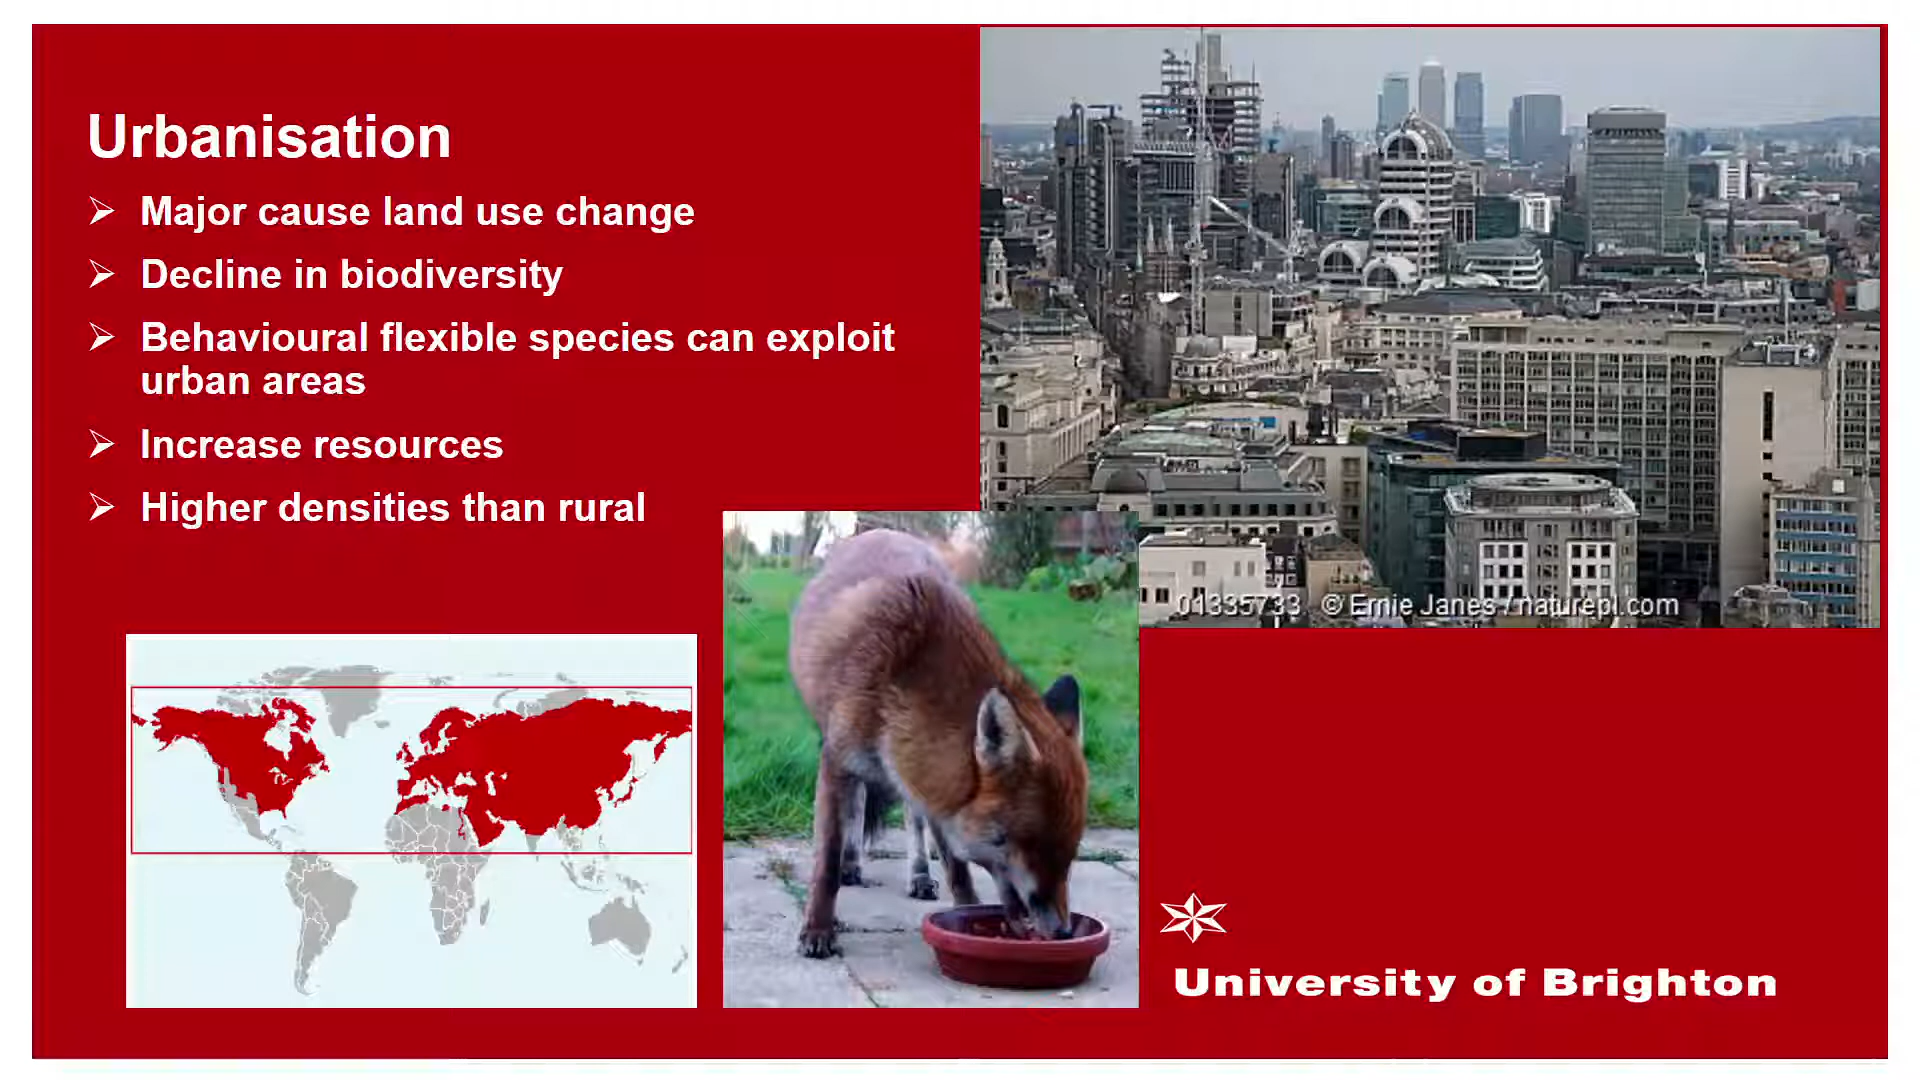 Urbanisation
➢ Major cause land use change
➢ Decline in biodiversity
➢ Behavioural flexible species can exploit
urban areas
➢ Increase resources
➢ Higher densities than rural
01335733 © Ernie Janes / naturepl.com
University of Brighton